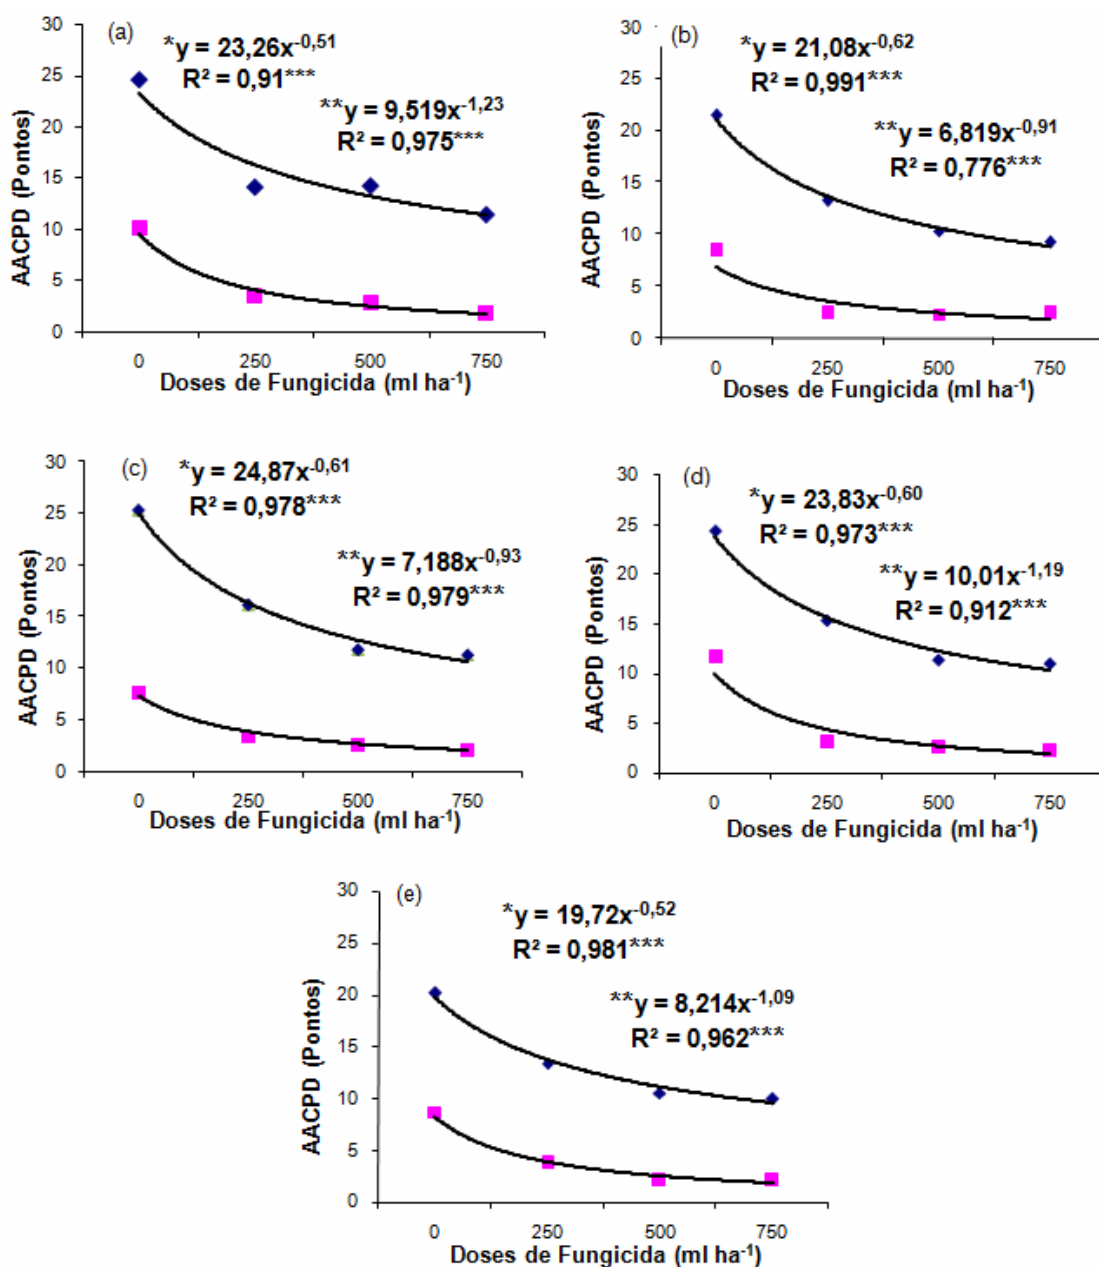 (a)
*y = 23,26x^-0,51
R² = 0,91***
**y = 9,519x^-1,23
R² = 0,975***
AACPD (Pontos)
30
25
20
15
10
5
0
0 250 500 750
Doses de Fungicida (ml ha⁻¹)
(b)
*y = 21,08x^-0,62
R² = 0,991***
**y = 6,819x^-0,91
R² = 0,776***
AACPD (Pontos)
30
25
20
15
10
5
0
0 250 500 750
Doses de Fungicida (ml ha⁻¹)
(c)
*y = 24,87x^-0,61
R² = 0,978***
**y = 7,188x^-0,93
R² = 0,979***
AACPD (Pontos)
30
25
20
15
10
5
0
0 250 500 750
Doses de Fungicida (ml ha⁻¹)
(d)
*y = 23,83x^-0,60
R² = 0,973***
**y = 10,01x^-1,19
R² = 0,912***
AACPD (Pontos)
30
25
20
15
10
5
0
0 250 500 750
Doses de Fungicida (ml ha⁻¹)
(e)
*y = 19,72x^-0,52
R² = 0,981***
**y = 8,214x^-1,09
R² = 0,962***
AACPD (Pontos)
30
25
20
15
10
5
0
0 250 500 750
Doses de Fungicida (ml ha⁻¹)